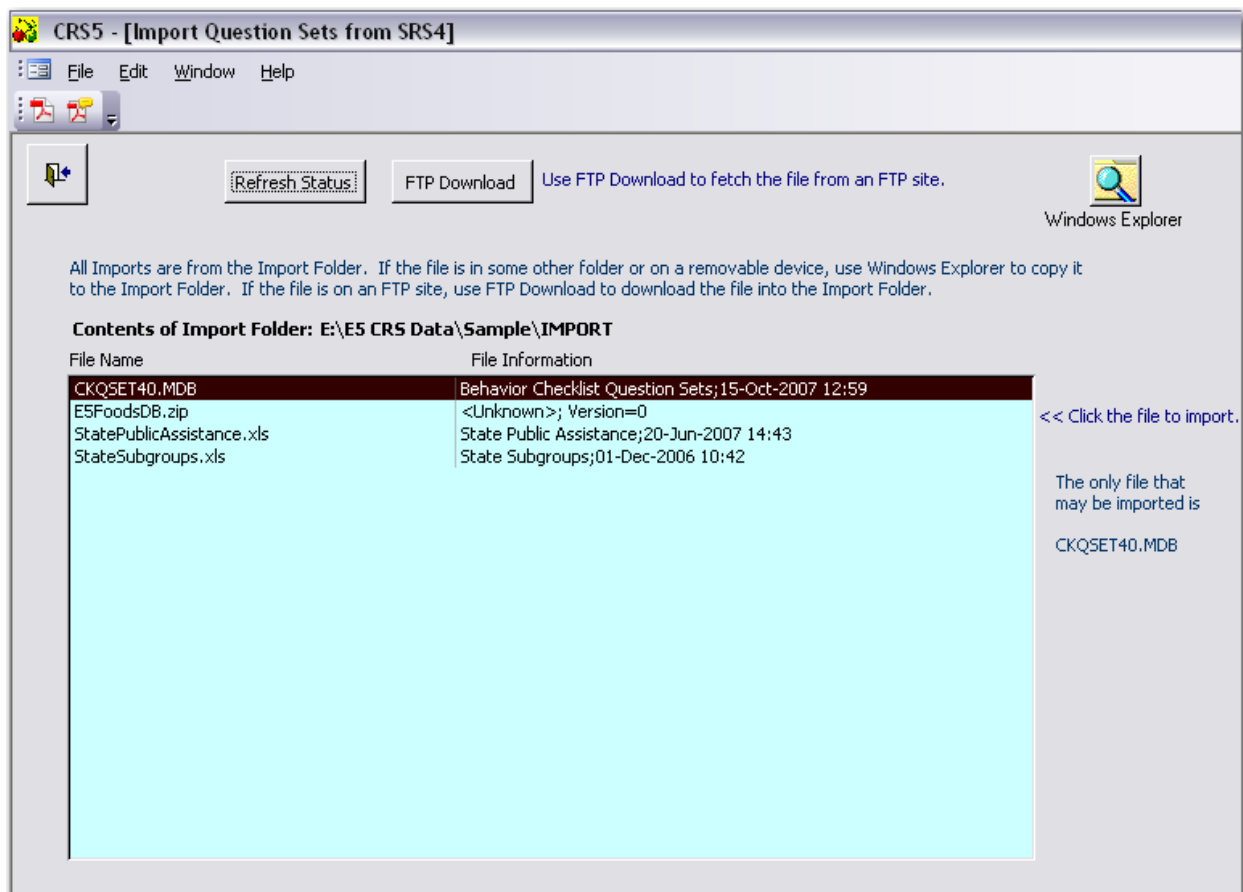 CRS5 - [Import Question Sets from SRS4]
File Edit Window Help
Refresh Status FTP Download Use FTP Download to fetch the file from an FTP site.
Windows Explorer
All Imports are from the Import Folder. If the file is in some other folder or on a removable device, use Windows Explorer to copy it
to the Import Folder. If the file is on an FTP site, use FTP Download to download the file into the Import Folder.
Contents of Import Folder: E:\E5 CRS Data\Sample\IMPORT
File Name File Information
CKQSET40.MDB Behavior Checklist Question Sets;15-Oct-2007 12:59
E5FoodsDB.zip <Unknown>; Version=0
StatePublicAssistance.xls State Public Assistance;20-Jun-2007 14:43
StateSubgroups.xls State Subgroups;01-Dec-2006 10:42
<< Click the file to import.
The only file that
may be imported is
CKQSET40.MDB